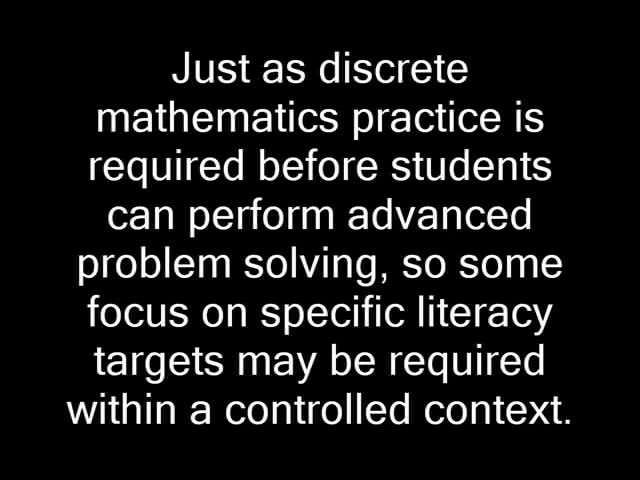 Just as discrete
mathematics practice is
required before students
can perform advanced
problem solving, so some
focus on specific literacy
targets may be required
within a controlled context.